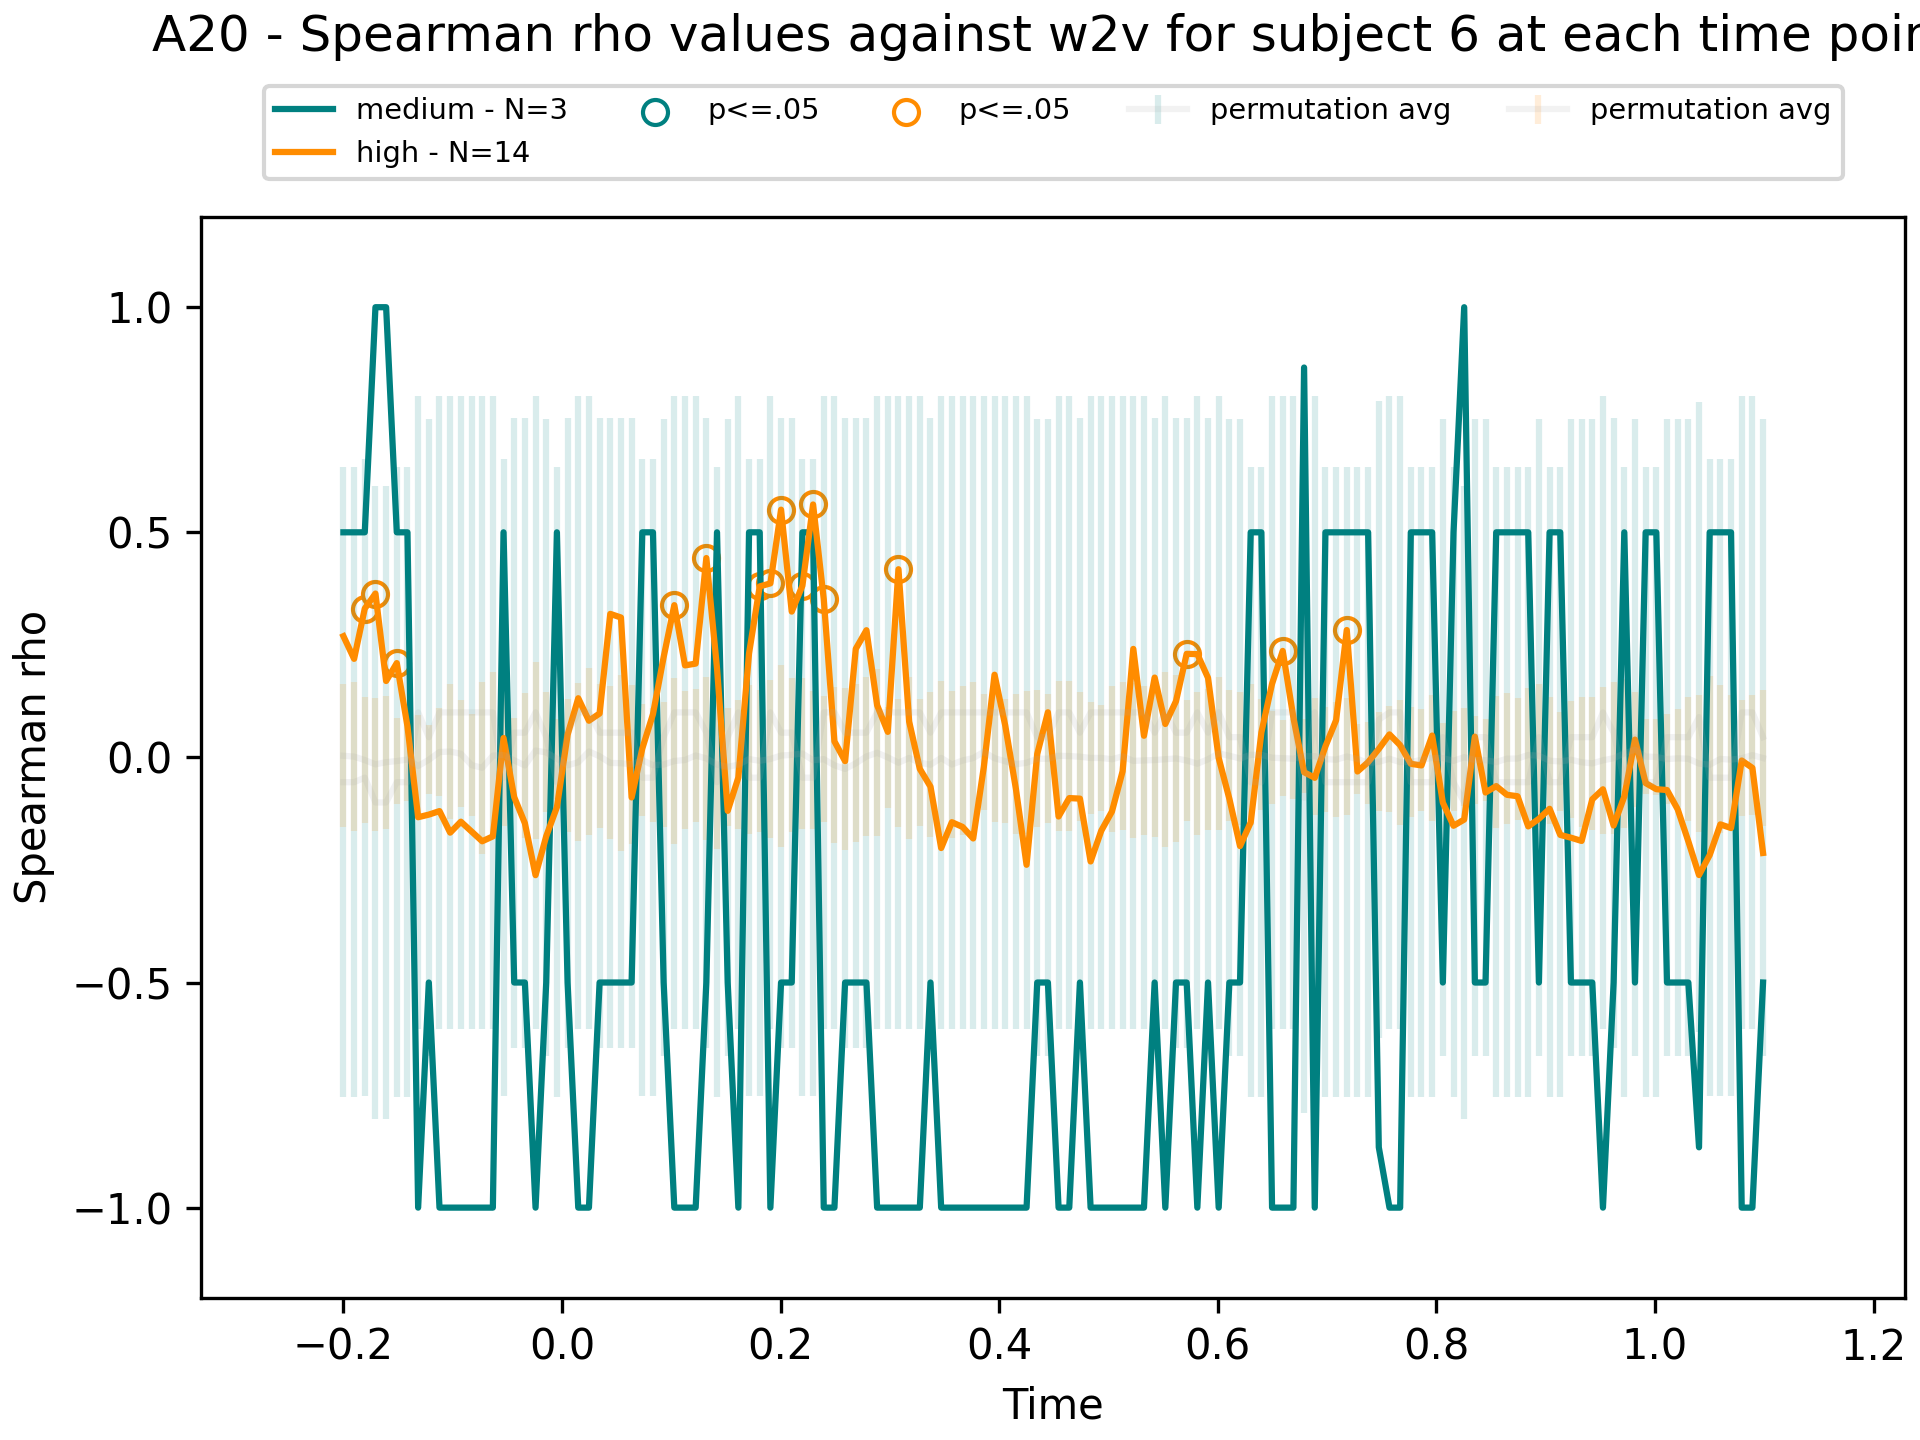 A20 - Spearman rho values against w2v for subject 6 at each time poin
medium - N=3
high - N=14
p<=.05
p<=.05
permutation avg
permutation avg
Spearman rho
1.0
0.5
0.0
−0.5
−1.0
−0.2
0.0
0.2
0.4
0.6
0.8
1.0
1.2
Time